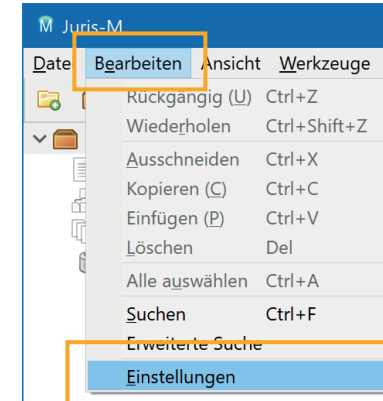 Juris-M
Datei Bearbeiten Ansicht Werkzeuge
Rückgängig (U) Ctrl+Z
Wiederholen Ctrl+Shift+Z
Ausschneiden Ctrl+X
Kopieren (C) Ctrl+C
Einfügen (P) Ctrl+V
Löschen Del
Alle auswählen Ctrl+A
Suchen Ctrl+F
Erweiterte Suche
Einstellungen